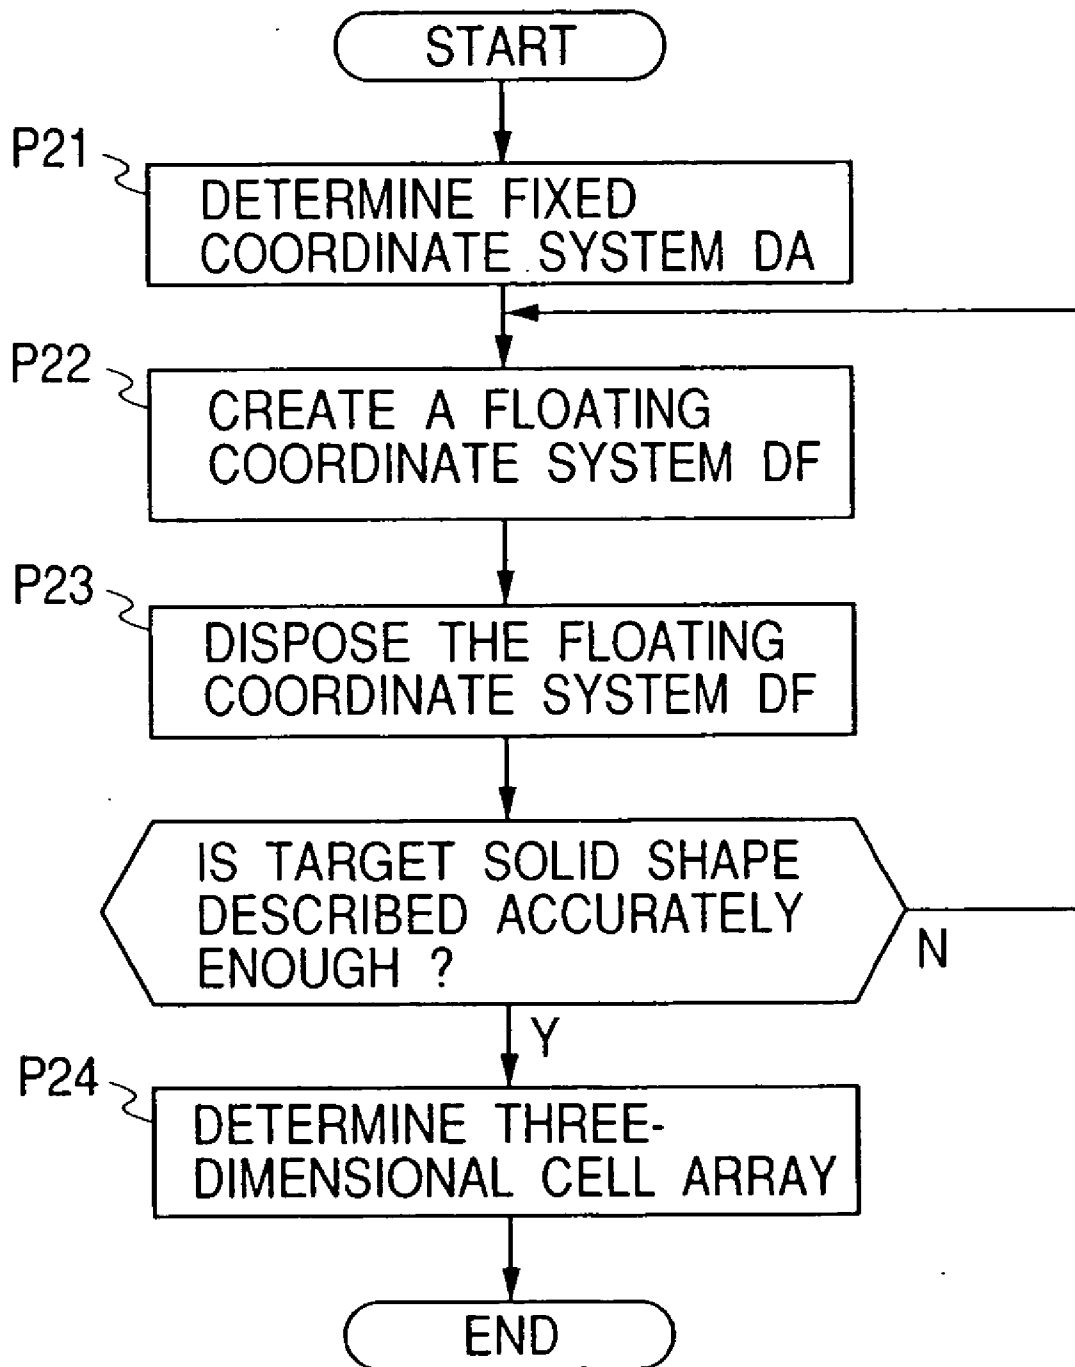 START
P21
DETERMINE FIXED
COORDINATE SYSTEM DA
P22
CREATE A FLOATING
COORDINATE SYSTEM DF
P23
DISPOSE THE FLOATING
COORDINATE SYSTEM DF
IS TARGET SOLID SHAPE
DESCRIBED ACCURATELY
ENOUGH ?
N
Y
P24
DETERMINE THREE-
DIMENSIONAL CELL ARRAY
END